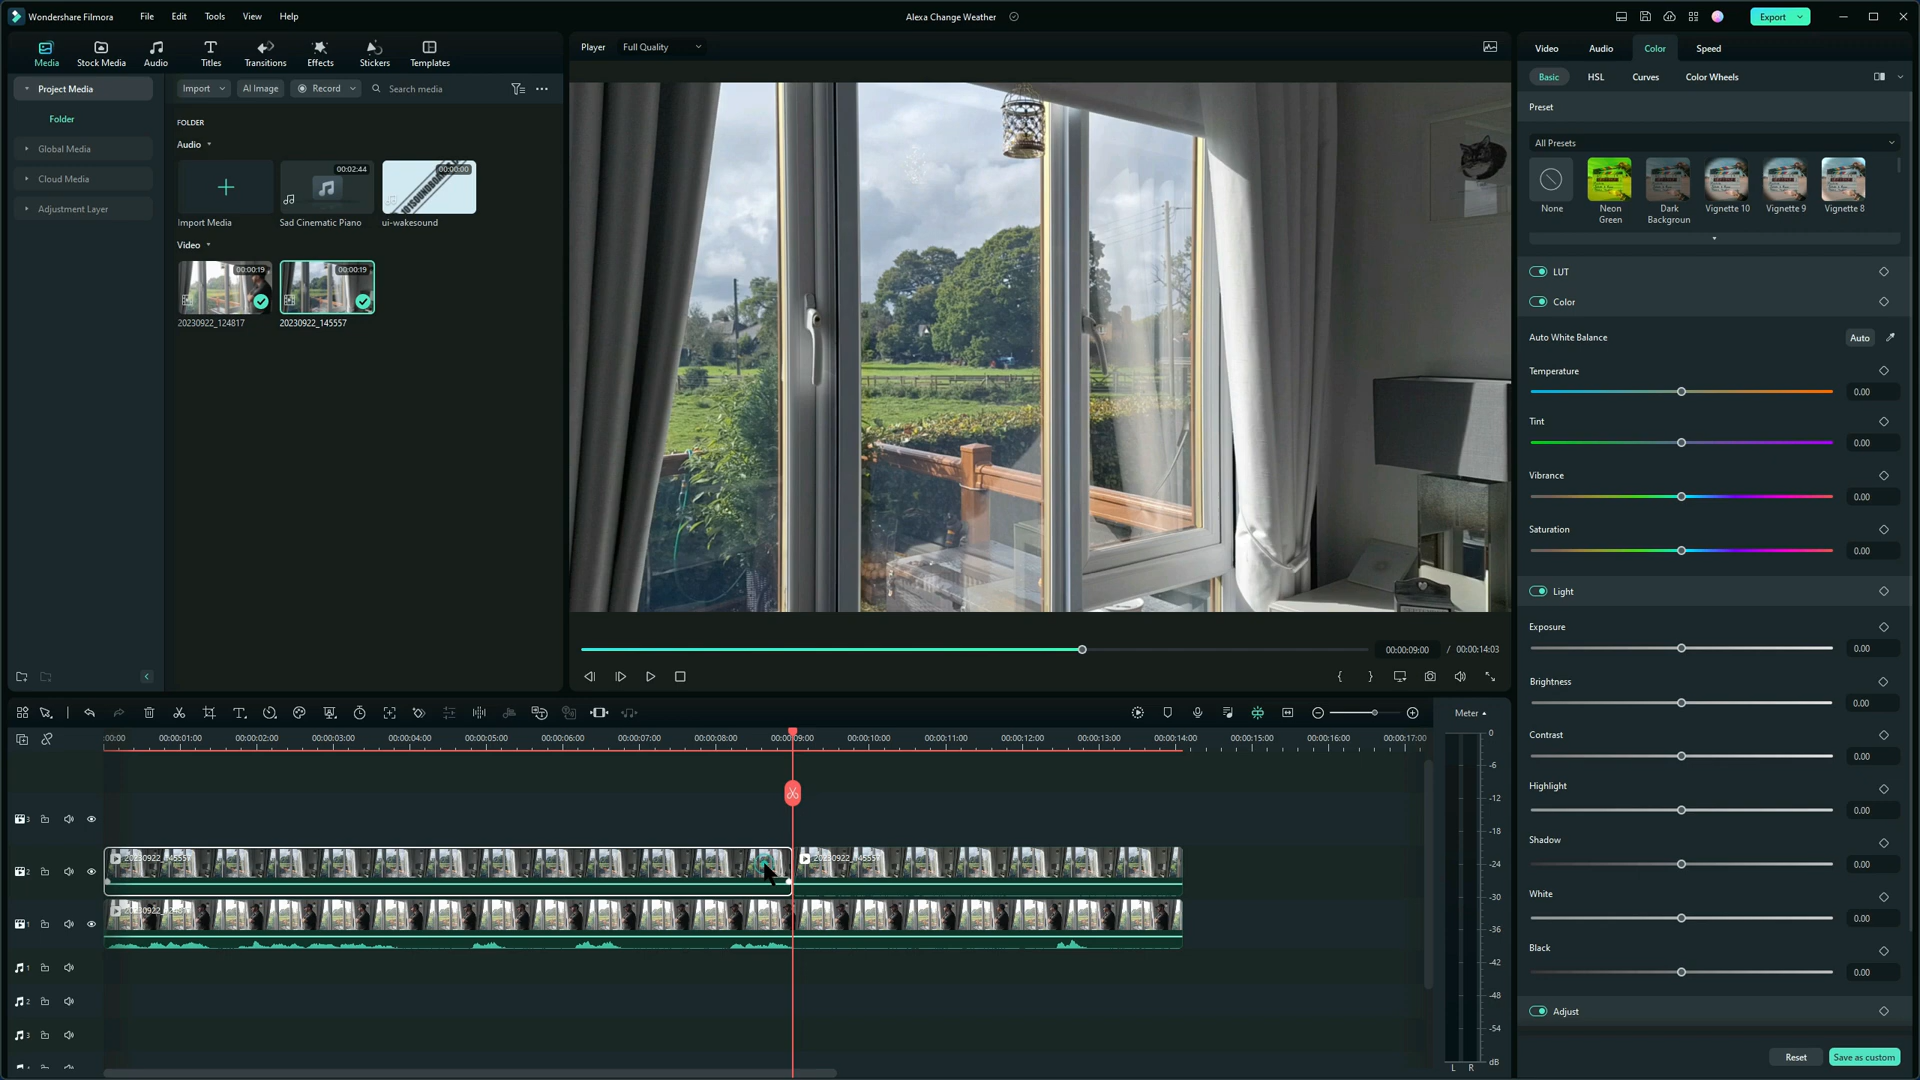 Wondershare Filmora
File
Edit
Tools
View
Help
Alexa Change Weather
Export
Media
Stock Media
Audio
Titles
Transitions
Effects
Stickers
Templates
Project Media
Folder
Global Media
Cloud Media
Adjustment Layer
Import
AI Image
Record
Search media
FOLDER
Audio
00:02:44
00:00:00
Import Media
Sad Cinematic Piano
ui-wakesound
Video
00:00:19
00:00:19
20230922_124817
20230922_145557
Player
Full Quality
00:00:09:00 / 00:00:14:03
Video
Audio
Color
Speed
Basic
HSL
Curves
Color Wheels
Preset
All Presets
None
Neon Green
Dark Backgroun
Vignette 10
Vignette 9
Vignette 8
LUT
Color
Auto White Balance
Auto
Temperature
0.00
Tint
0.00
Vibrance
0.00
Saturation
0.00
Light
Exposure
0.00
Brightness
0.00
Contrast
0.00
Highlight
0.00
Shadow
0.00
White
0.00
Black
0.00
Adjust
Reset
Save as custom
Meter
:00:00
00:00:01:00
00:00:02:00
00:00:03:00
00:00:04:00
00:00:05:00
00:00:06:00
00:00:07:00
00:00:08:00
00:00:09:00
00:00:10:00
00:00:11:00
00:00:12:00
00:00:13:00
00:00:14:00
00:00:15:00
00:00:16:00
00:00:17:00
3
2
20230922_145557
20230922_145557
1
1
2
3
0
-6
-12
-18
-24
-30
-36
-42
-48
-54
dB
L
R